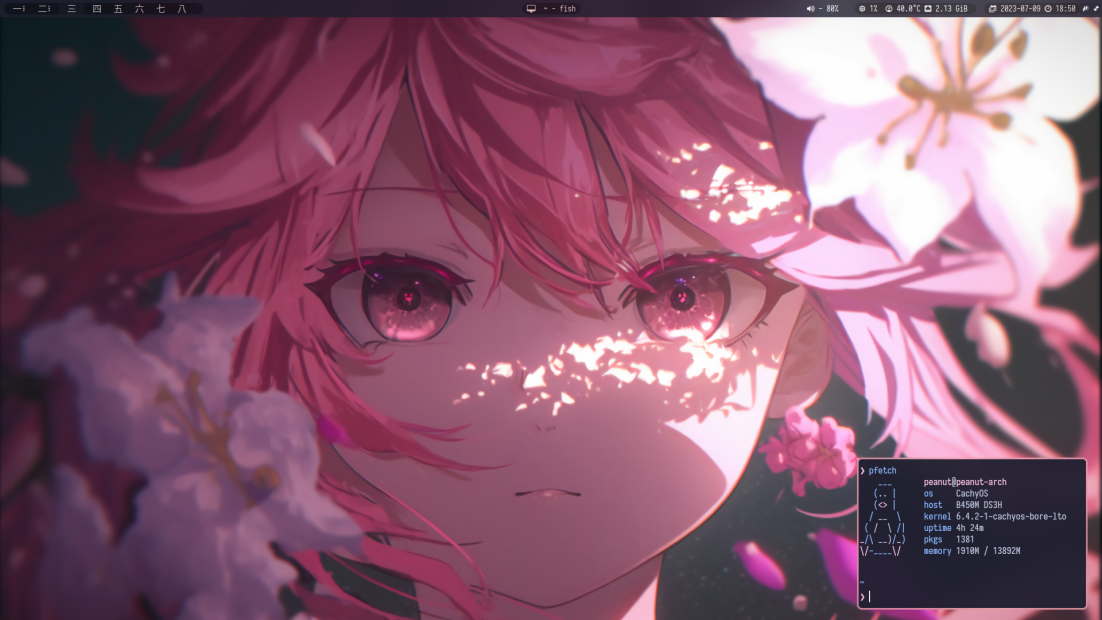 一 二 三 四 五 六 七 八
~ - fish
- 80%
1% 40.0°C 2.13 GiB
2023-07-09 18:50
❯ pfetch
peanut@peanut-arch
os CachyOS
host B450M DS3H
kernel 6.4.2-1-cachyos-bore-lto
uptime 4h 24m
pkgs 1381
memory 1910M / 13892M
~
❯